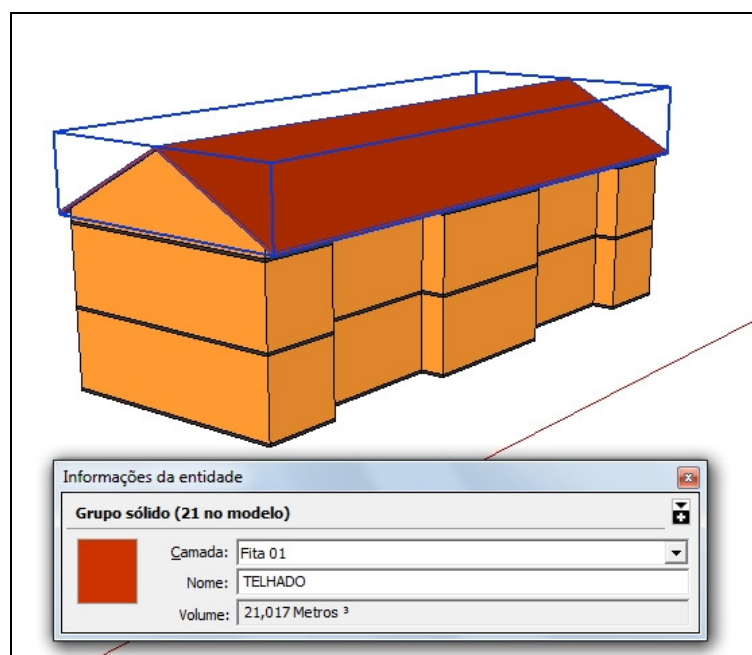 Informações da entidade
Grupo sólido (21 no modelo)
Camada: Fita 01
Nome: TELHADO
Volume: 21,017 Metros ³